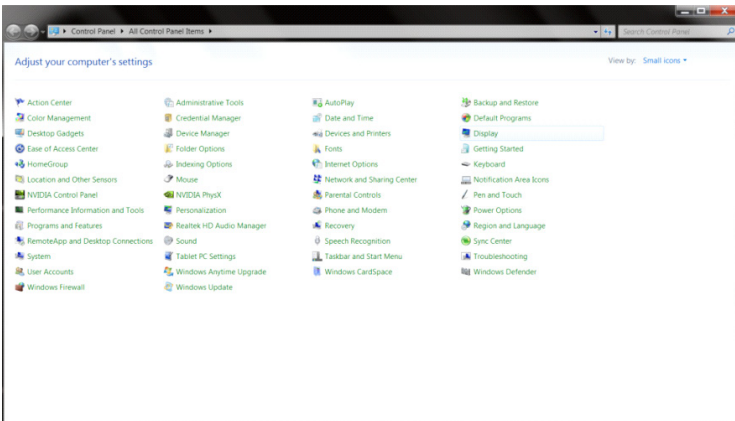 Control Panel All Control Panel Items Search Control Panel
Adjust your computer's settings View by: Small icons
Action Center Administrative Tools AutoPlay Backup and Restore
Color Management Credential Manager Date and Time Default Programs
Desktop Gadgets Device Manager Devices and Printers Display
Ease of Access Center Folder Options Fonts Getting Started
HomeGroup Indexing Options Internet Options Keyboard
Location and Other Sensors Mouse Network and Sharing Center Notification Area Icons
NVIDIA Control Panel NVIDIA PhysX Parental Controls Pen and Touch
Performance Information and Tools Personalization Phone and Modem Power Options
Programs and Features Realtek HD Audio Manager Recovery Region and Language
RemoteApp and Desktop Connections Sound Speech Recognition Sync Center
System Tablet PC Settings Taskbar and Start Menu Troubleshooting
User Accounts Windows Anytime Upgrade Windows CardSpace Windows Defender
Windows Firewall Windows Update